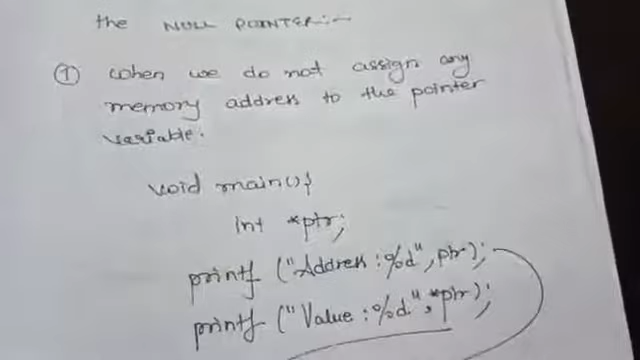 the NULL POINTER:-
① when we do not assign any
memory address to the pointer
variable.
void main(){
int *ptr;
printf ("Address :%d", ptr);
printf ("Value :%d", *ptr);